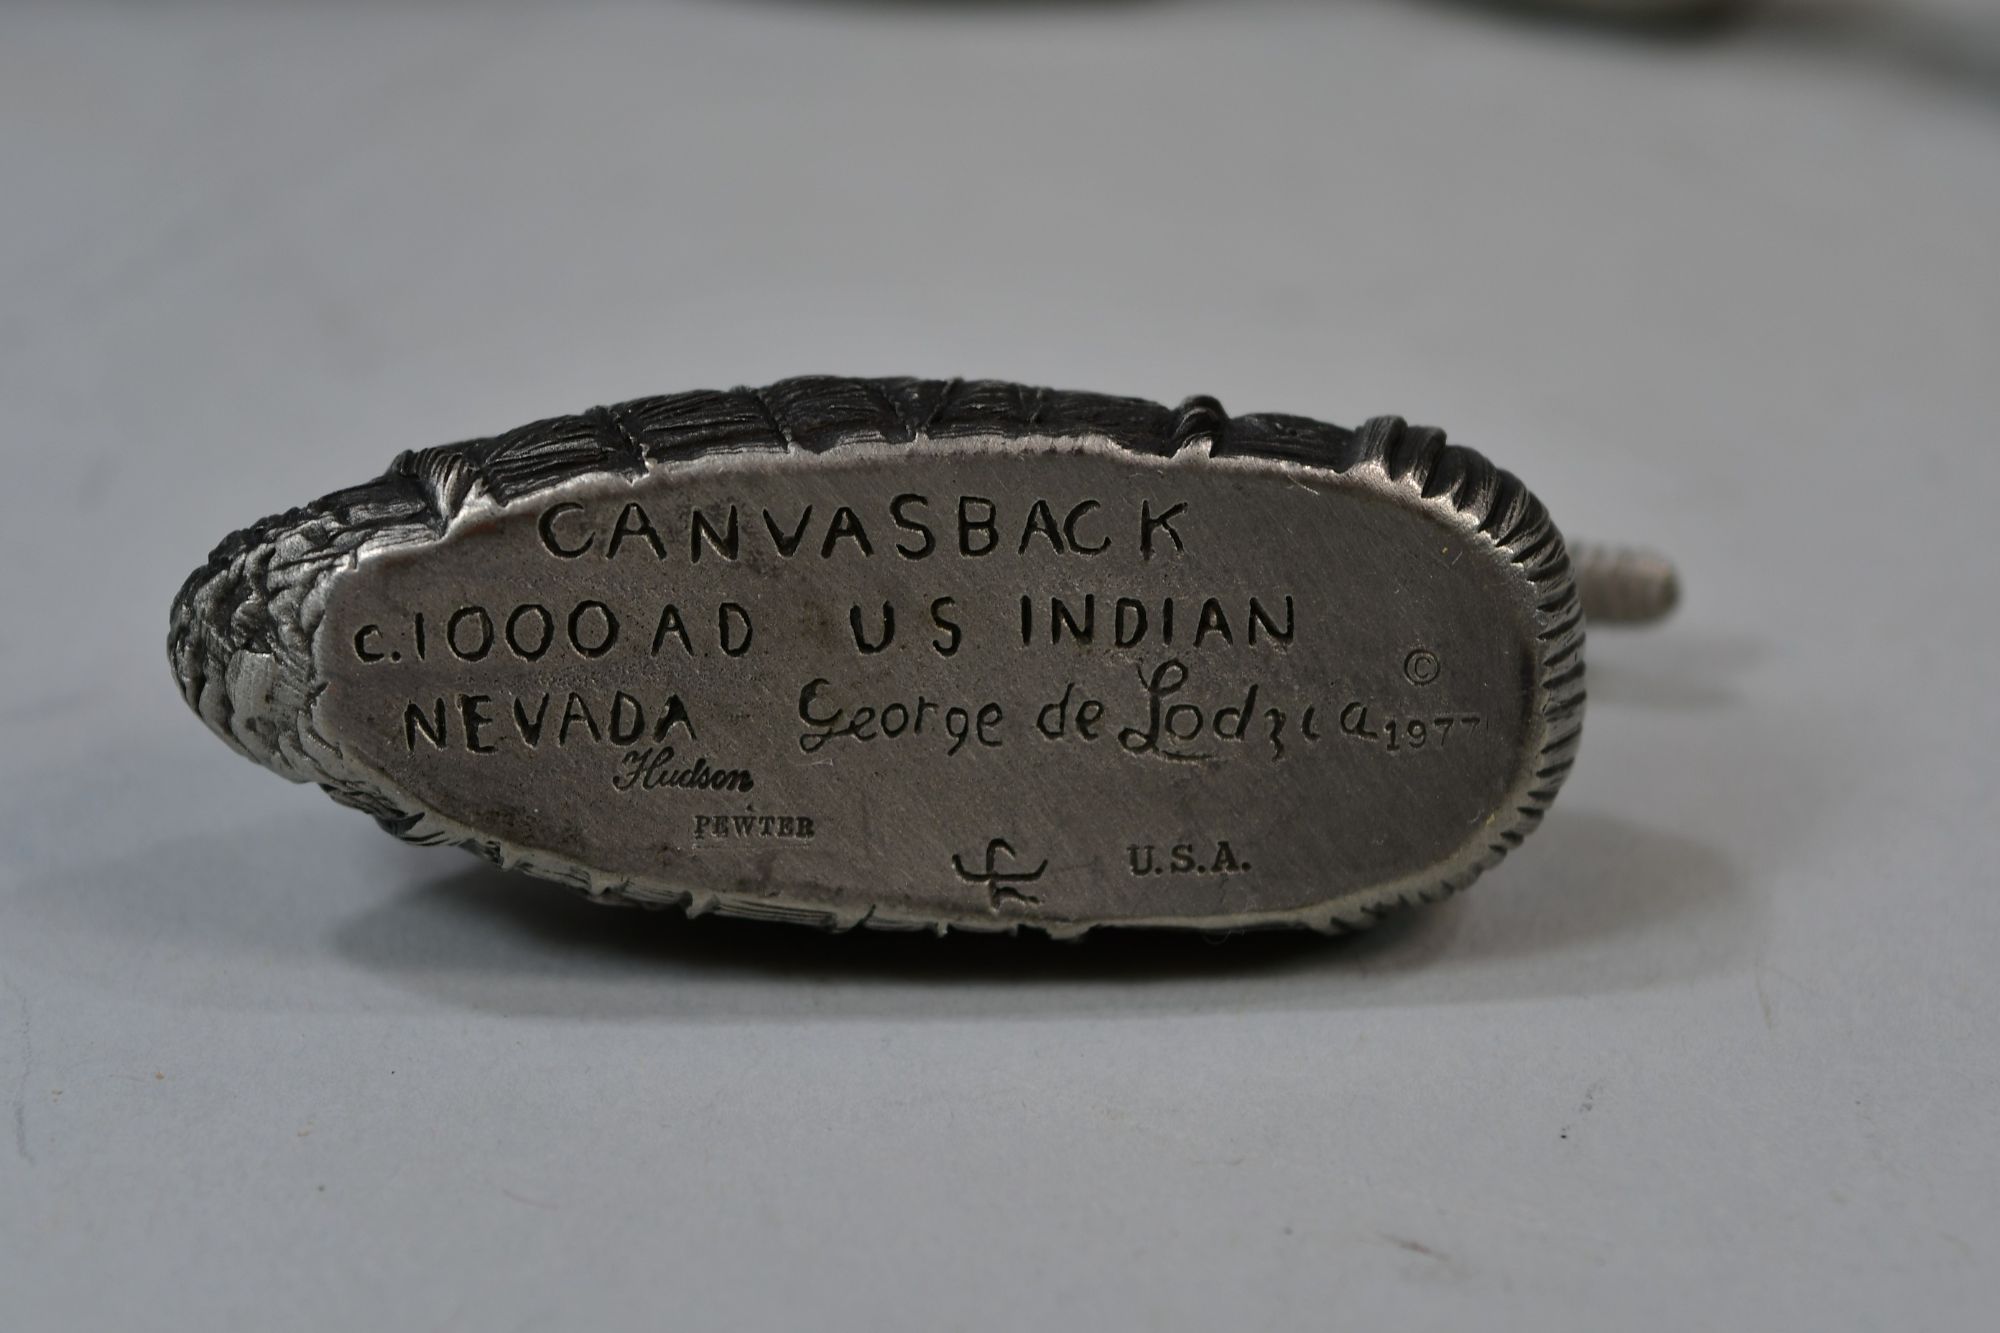 CANVASBACK
c.1000 A.D US INDIAN
NEVADA George de Lodzia © 1977
Hudson
PEWTER
U.S.A.